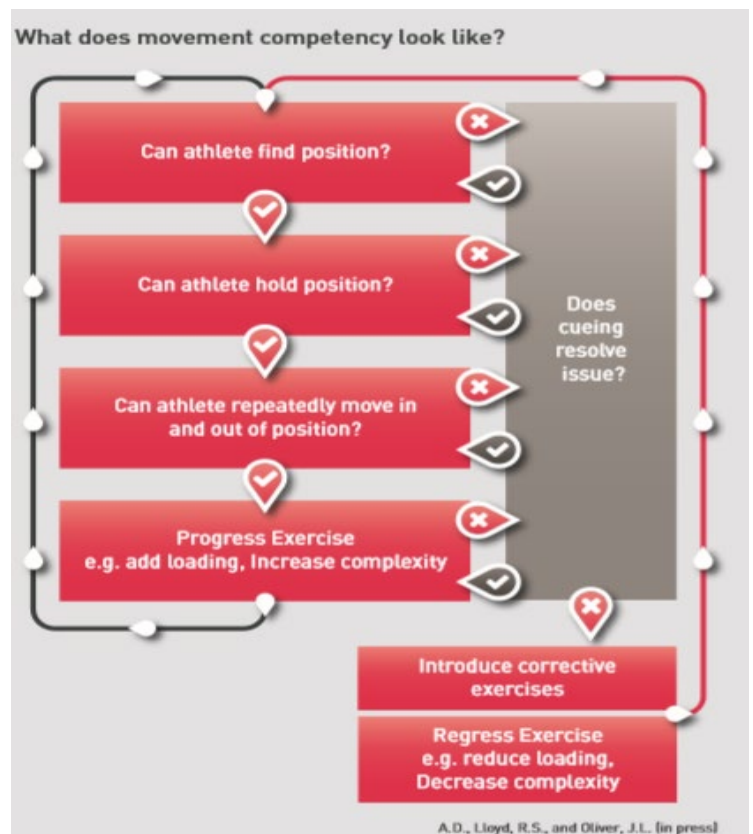 What does movement competency look like?
Can athlete find position?
Can athlete hold position?
Can athlete repeatedly move in
and out of position?
Progress Exercise
e.g. add loading, Increase complexity
Does
cueing
resolve
issue?
Introduce corrective
exercises
Regress Exercise
e.g. reduce loading,
Decrease complexity
A.D., Lloyd, R.S., and Oliver, J.L. (in press)